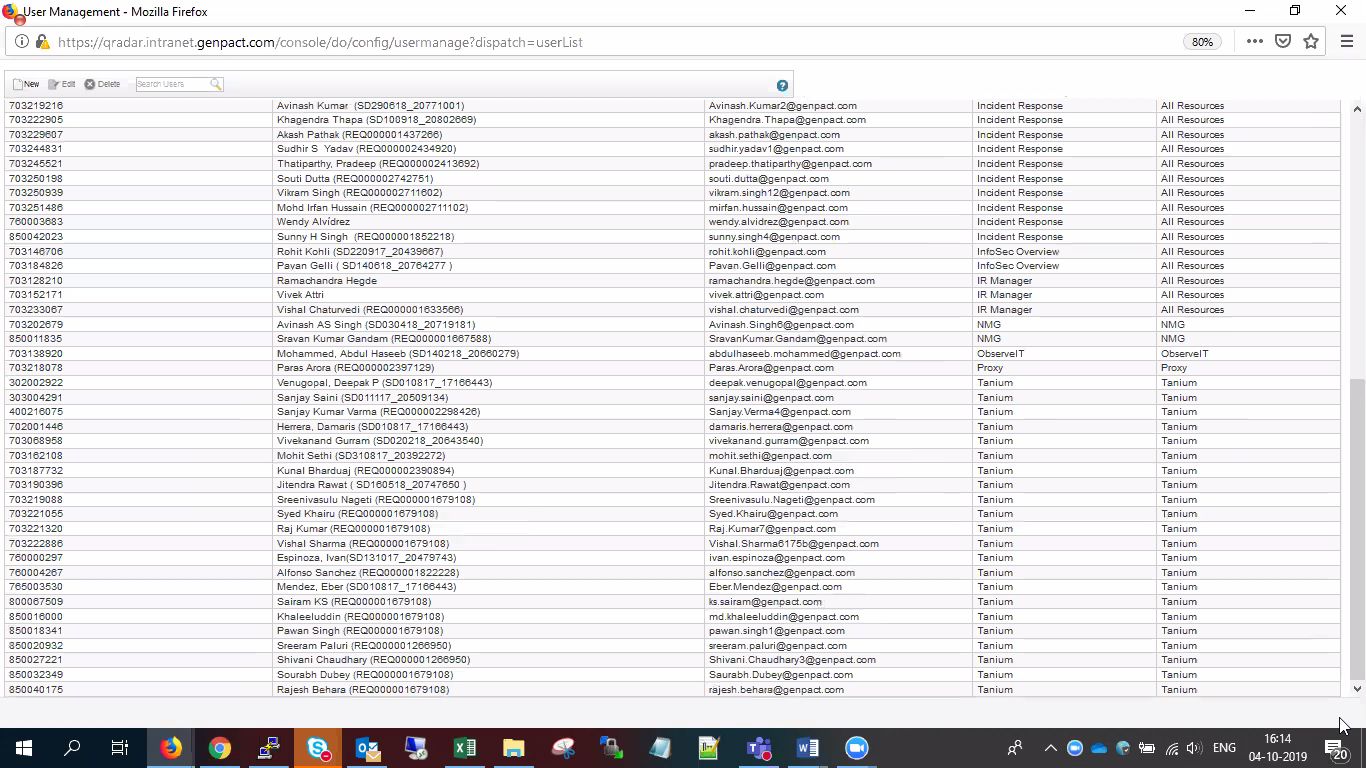 User Management - Mozilla Firefox
https://qradar.intranet.genpact.com/console/do/config/usermanage?dispatch=userList 80%
New Edit Delete Search Users
703219216 Avinash Kumar (SD290618_20771001) Avinash.Kumar2@genpact.com Incident Response All Resources
703222905 Khagendra Thapa (SD100918_20802669) Khagendra.Thapa@genpact.com Incident Response All Resources
703229607 Akash Pathak (REQ000001437266) akash.pathak@genpact.com Incident Response All Resources
703244831 Sudhir S Yadav (REQ000002434920) sudhir.yadav1@genpact.com Incident Response All Resources
703245521 Thatiparthy, Pradeep (REQ000002413692) pradeep.thatiparthy@genpact.com Incident Response All Resources
703250198 Souti Dutta (REQ000002742751) souti.dutta@genpact.com Incident Response All Resources
703250939 Vikram Singh (REQ000002711602) vikram.singh12@genpact.com Incident Response All Resources
703251486 Mohd Irfan Hussain (REQ000002711102) mirfan.hussain@genpact.com Incident Response All Resources
760003683 Wendy Alvídrez wendy.alvidrez@genpact.com Incident Response All Resources
850042023 Sunny H Singh (REQ000001852218) sunny.singh4@genpact.com Incident Response All Resources
703146706 Rohit Kohli (SD220917_20439667) rohit.kohli@genpact.com InfoSec Overview All Resources
703184826 Pavan Gelli ( SD140618_20764277 ) Pavan.Gelli@genpact.com InfoSec Overview All Resources
703128210 Ramachandra Hegde ramachandra.hegde@genpact.com IR Manager All Resources
703152171 Vivek Attri vivek.attri@genpact.com IR Manager All Resources
703233067 Vishal Chaturvedi (REQ000001633566) vishal.chaturvedi@genpact.com IR Manager All Resources
703202679 Avinash AS Singh (SD030418_20719181) Avinash.Singh6@genpact.com NMG NMG
850011835 Sravan Kumar Gandam (REQ000001667588) SravanKumar.Gandam@genpact.com NMG NMG
703138920 Mohammed, Abdul Haseeb (SD140218_20660279) abdulhaseeb.mohammed@genpact.com ObserveIT ObserveIT
703218078 Paras Arora (REQ000002397129) Paras.Arora@genpact.com Proxy Proxy
302002922 Venugopal, Deepak P (SD010817_17166443) deepak.venugopal@genpact.com Tanium Tanium
303004291 Sanjay Saini (SD011117_20509134) sanjay.saini@genpact.com Tanium Tanium
400216075 Sanjay Kumar Varma (REQ000002298426) Sanjay.Verma4@genpact.com Tanium Tanium
702001446 Herrera, Damaris (SD010817_17166443) damaris.herrera@genpact.com Tanium Tanium
703068958 Vivekanand Gurram (SD020218_20643540) vivekanand.gurram@genpact.com Tanium Tanium
703162108 Mohit Sethi (SD310817_20392272) mohit.sethi@genpact.com Tanium Tanium
703187732 Kunal Bharduaj (REQ000002390894) Kunal.Bharduaj@genpact.com Tanium Tanium
703190396 Jitendra Rawat ( SD160518_20747650 ) Jitendra.Rawat@genpact.com Tanium Tanium
703219088 Sreenivasulu Nageti (REQ000001679108) Sreenivasulu.Nageti@genpact.com Tanium Tanium
703221055 Syed Khairu (REQ000001679108) Syed.Khairu@genpact.com Tanium Tanium
703221320 Raj Kumar (REQ000001679108) Raj.Kumar7@genpact.com Tanium Tanium
703222886 Vishal Sharma (REQ000001679108) Vishal.Sharma6175b@genpact.com Tanium Tanium
760000297 Espinoza, Ivan(SD131017_20479743) ivan.espinoza@genpact.com Tanium Tanium
760004267 Alfonso Sanchez (REQ000001822228) alfonso.sanchez@genpact.com Tanium Tanium
765003530 Mendez, Eber (SD010817_17166443) Eber.Mendez@genpact.com Tanium Tanium
800067509 Sairam KS (REQ000001679108) ks.sairam@genpact.com Tanium Tanium
850016000 Khaleeluddin (REQ000001679108) md.khaleeluddin@genpact.com Tanium Tanium
850018341 Pawan Singh (REQ000001679108) pawan.singh1@genpact.com Tanium Tanium
850020932 Sreeram Paluri (REQ000001266950) sreeram.paluri@genpact.com Tanium Tanium
850027221 Shivani Chaudhary (REQ000001266950) Shivani.Chaudhary3@genpact.com Tanium Tanium
850032349 Sourabh Dubey (REQ000001679108) Saurabh.Dubey@genpact.com Tanium Tanium
850040175 Rajesh Behara (REQ000001679108) rajesh.behara@genpact.com Tanium Tanium
ENG 16:14
04-10-2019 20